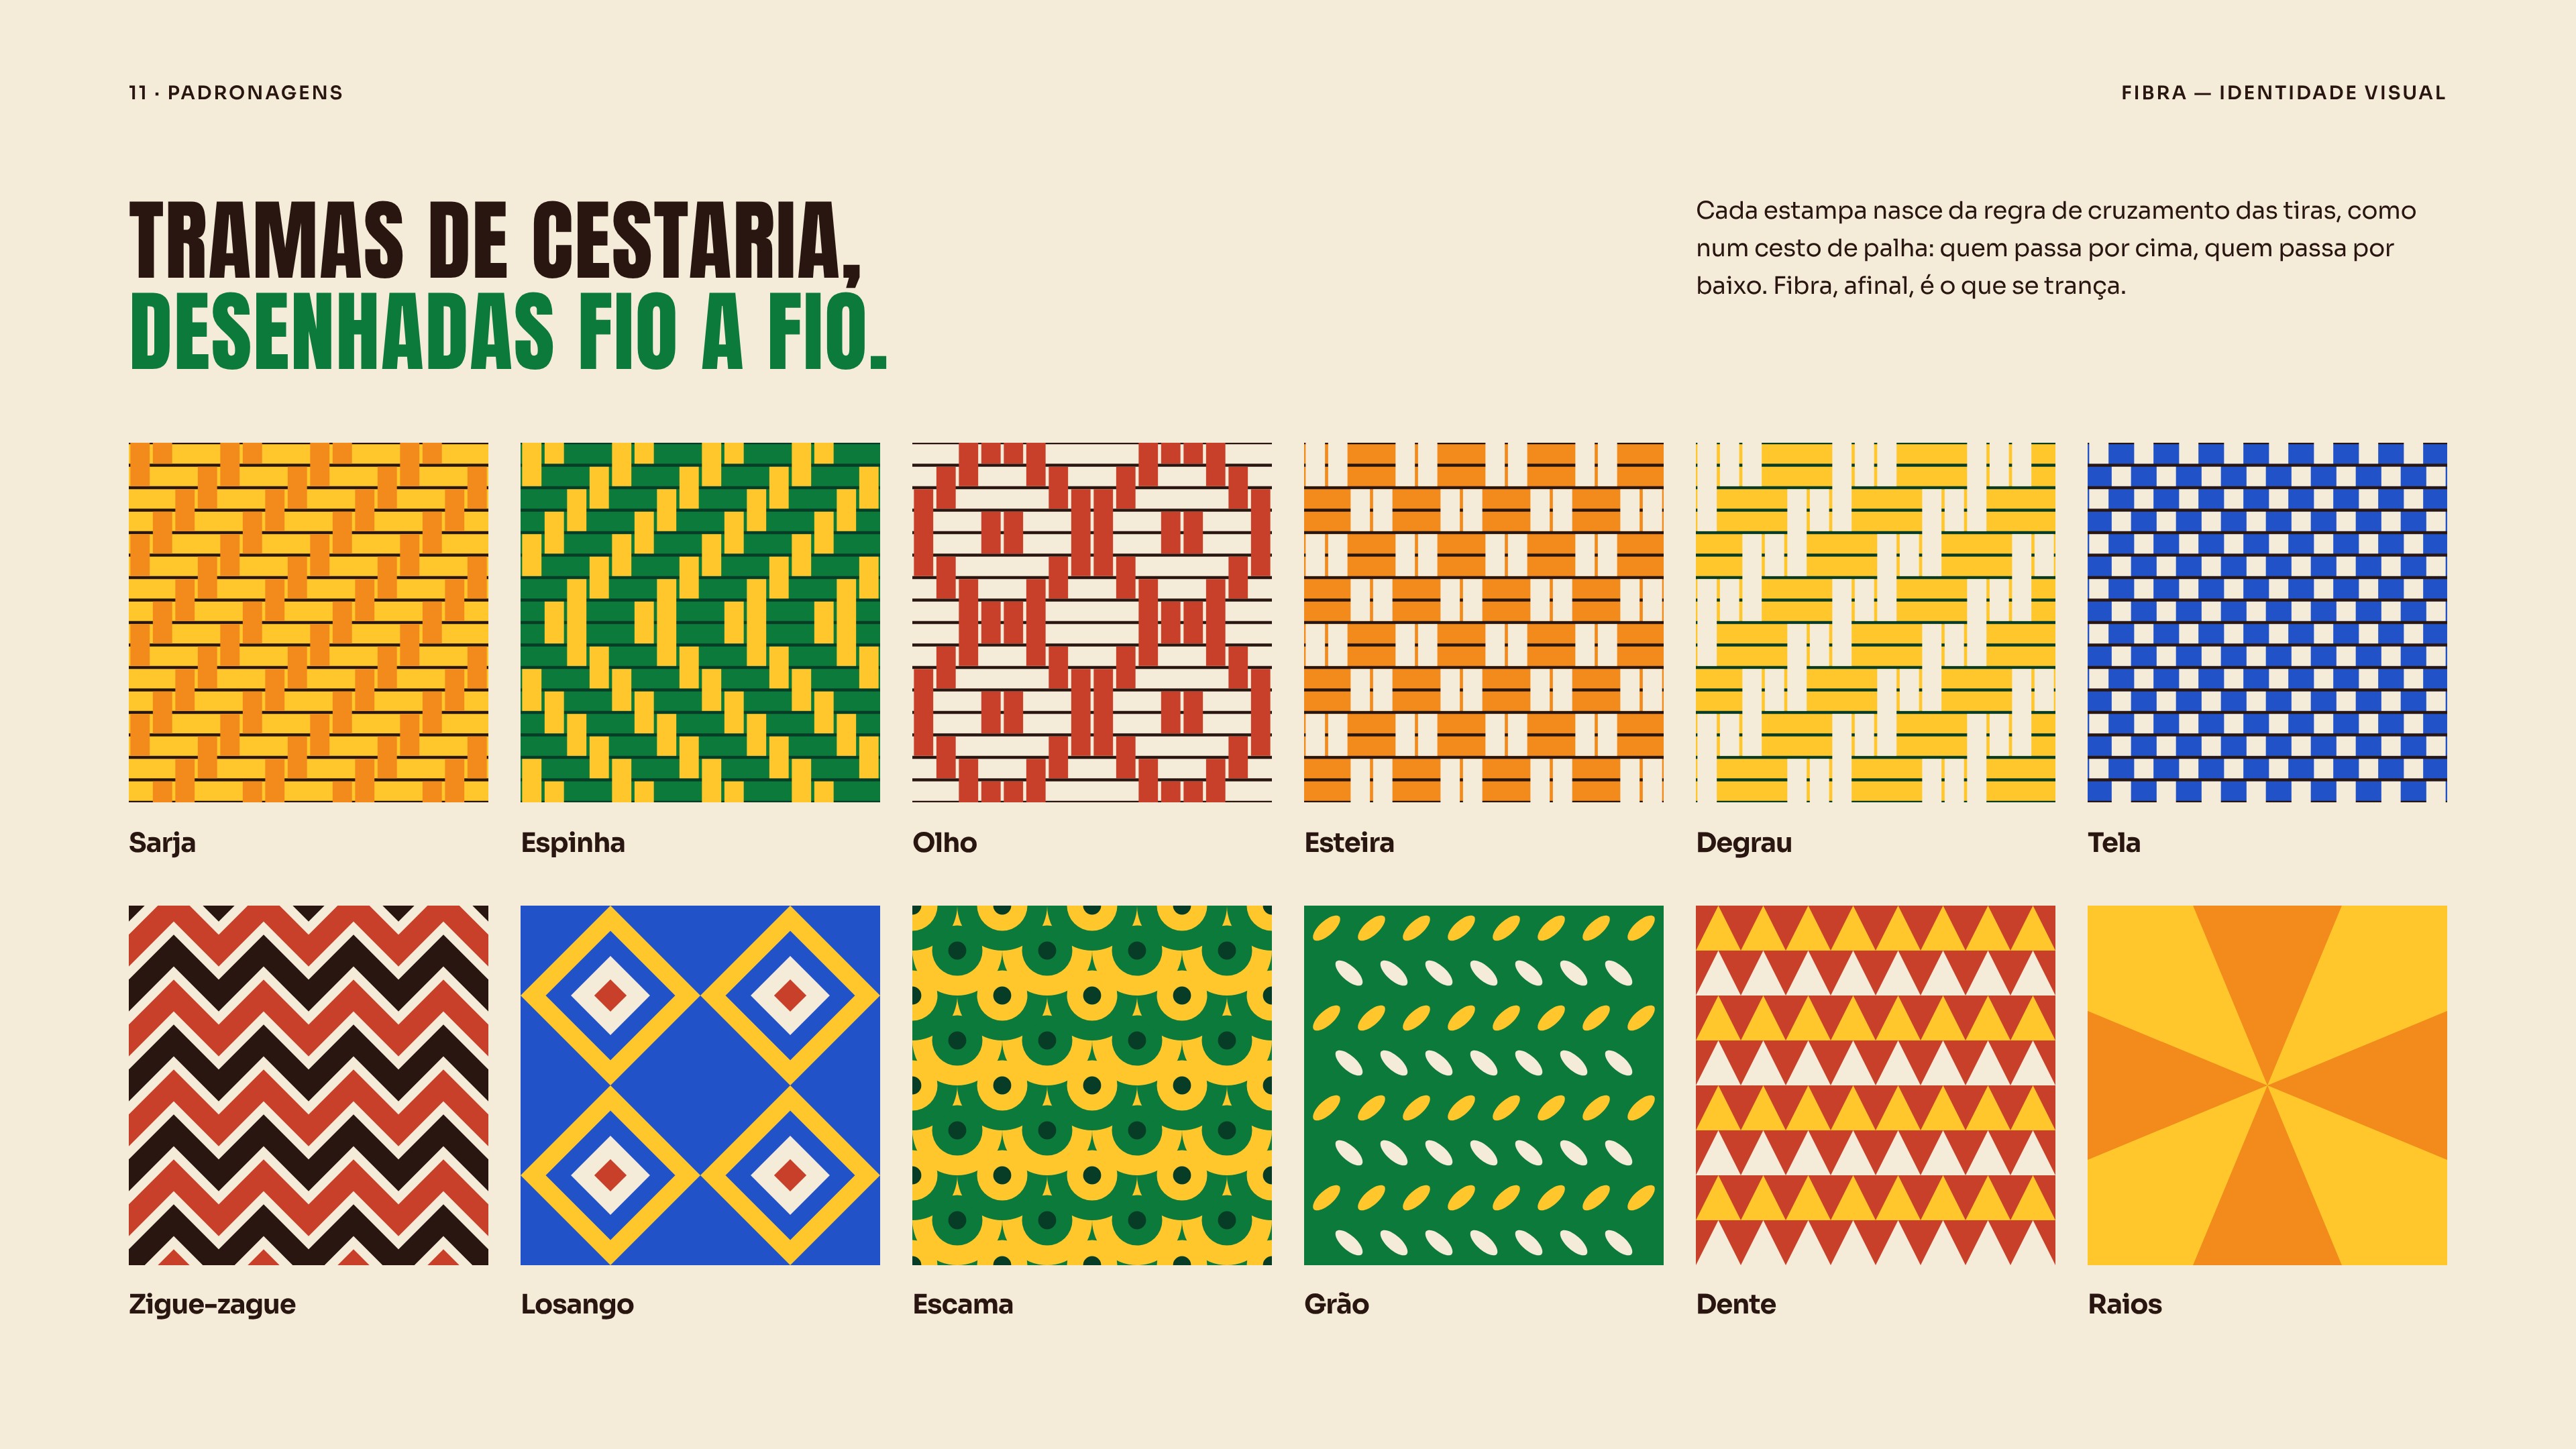 11 · PADRONAGENS
FIBRA — IDENTIDADE VISUAL
TRAMAS DE CESTARIA,
DESENHADAS FIO A FIO.
Cada estampa nasce da regra de cruzamento das tiras, como
num cesto de palha: quem passa por cima, quem passa por
baixo. Fibra, afinal, é o que se trança.
Sarja
Espinha
Olho
Esteira
Degrau
Tela
Zigue-zague
Losango
Escama
Grão
Dente
Raios